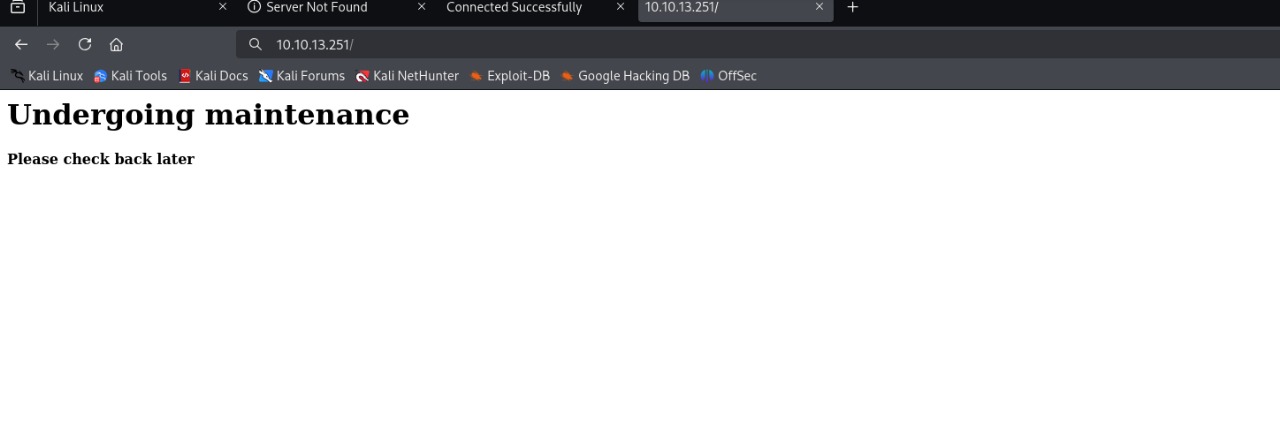 Kali Linux Server Not Found Connected Successfully 10.10.13.251/
10.10.13.251/
Kali Linux Kali Tools Kali Docs Kali Forums Kali NetHunter Exploit-DB Google Hacking DB OffSec
Undergoing maintenance
Please check back later